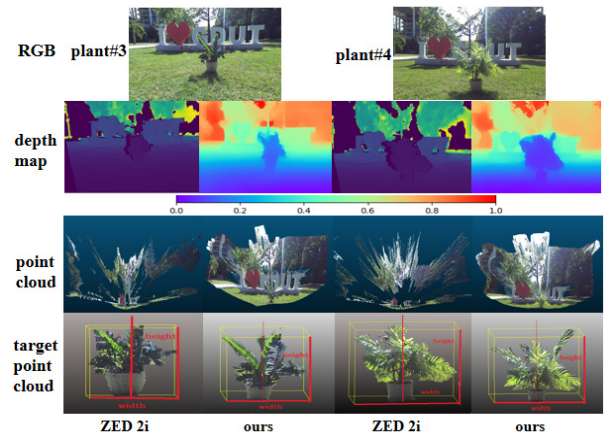 RGB
plant#3
plant#4
depth
map
0.0 0.2 0.4 0.6 0.8 1.0
point
cloud
target
point
cloud
height
width
height
width
height
width
height
width
ZED 2i ours ZED 2i ours